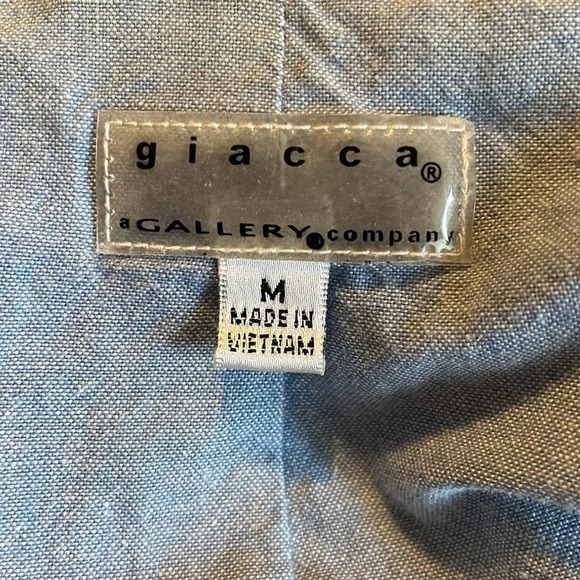 giacca®
a GALLERY® company
M
MADE IN
VIETNAM